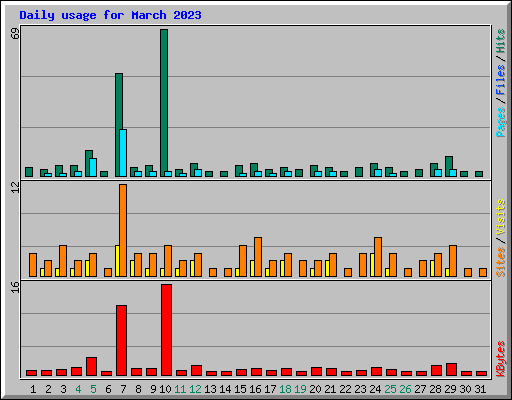 Daily usage for March 2023
69
12
16
Pages / Files / Hits
Sites / Visits
KBytes
1 2 3 4 5 6 7 8 9 10 11 12 13 14 15 16 17 18 19 20 21 22 23 24 25 26 27 28 29 30 31